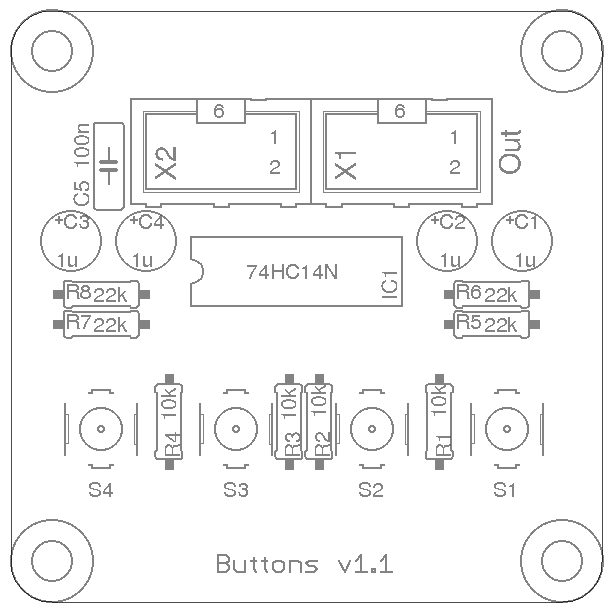 6
6
C5 100n
X2
1
2
X1
1
2
Out
+C3
1u
+C4
1u
+C2
1u
+C1
1u
74HC14N
IC1
R8 22k
R6 22k
R7 22k
R5 22k
R4 10k
R3 10k
R2 10k
R1 10k
S4
S3
S2
S1
Buttons v1.1